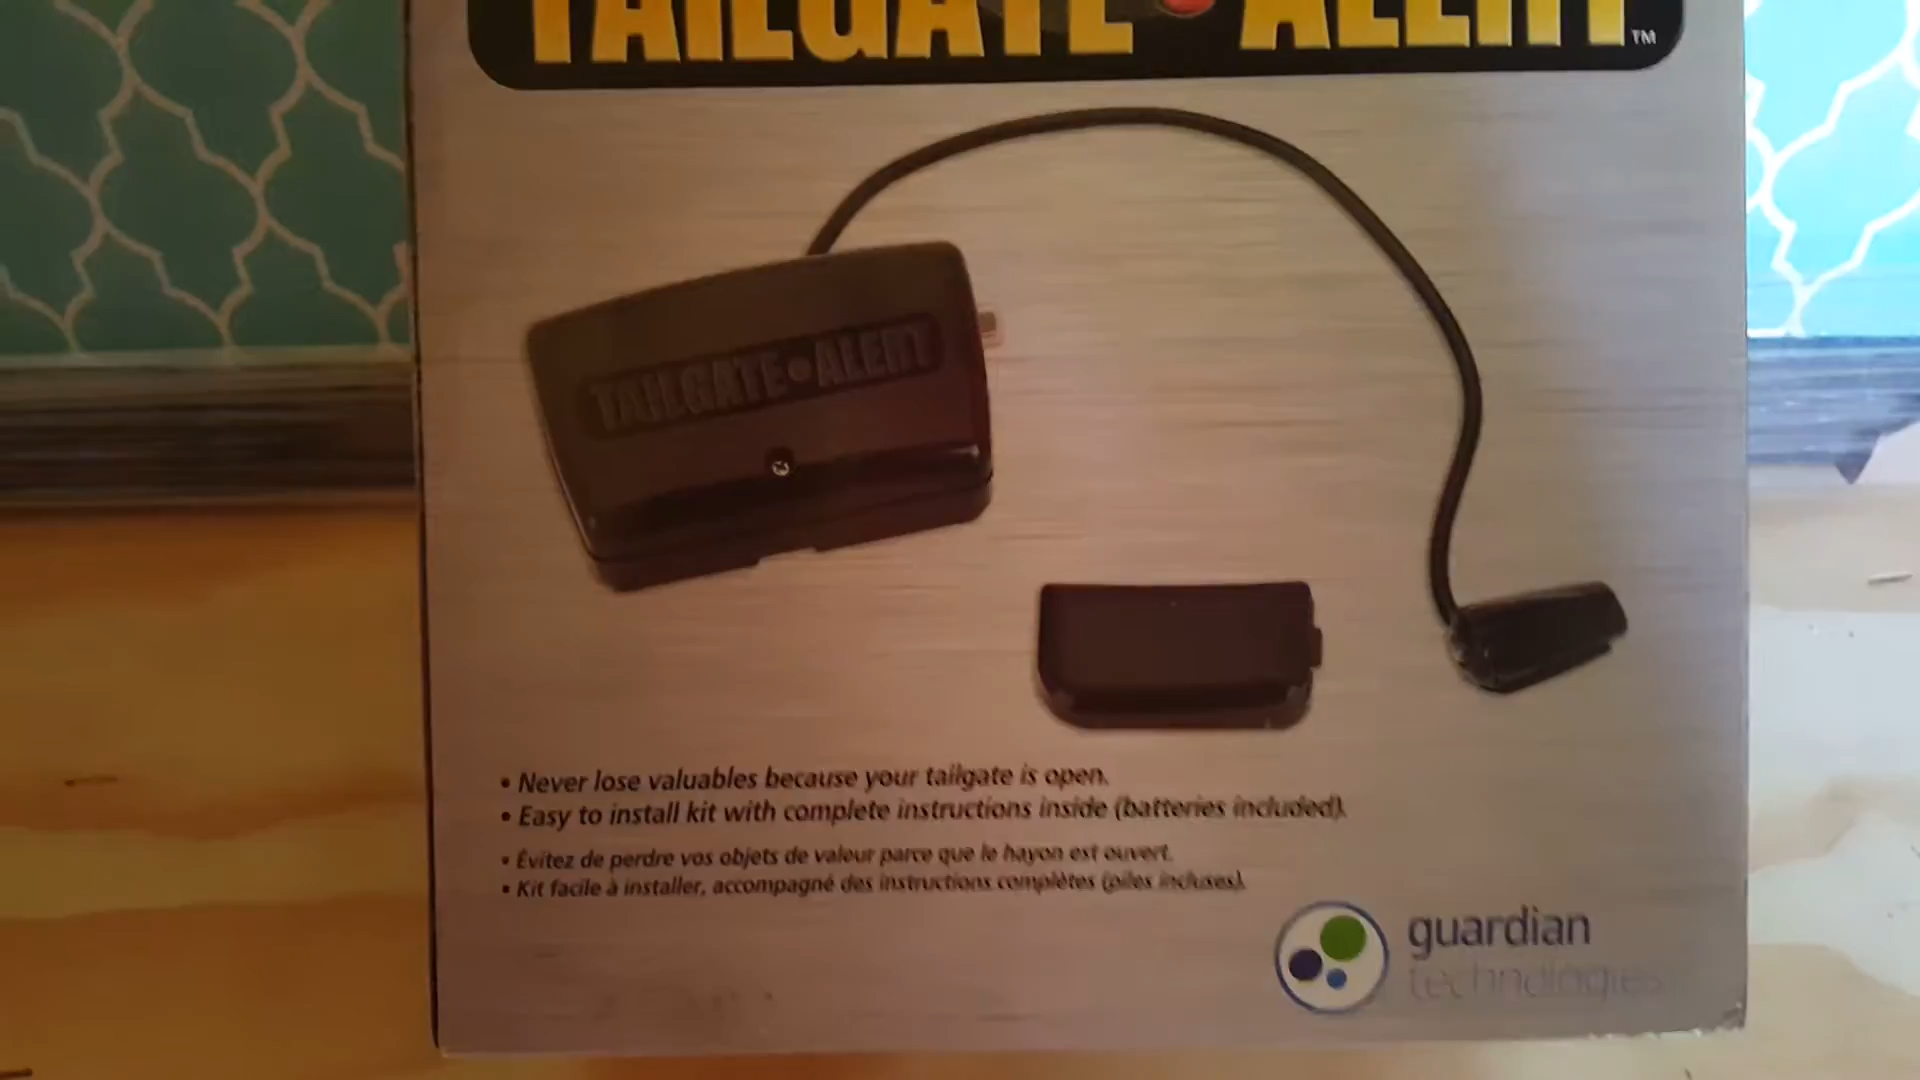 TAILGATE ALERT™
TAILGATE • ALERT
• Never lose valuables because your tailgate is open.
• Easy to install kit with complete instructions inside (batteries included).
• Évitez de perdre vos objets de valeur parce que le hayon est ouvert.
• Kit facile à installer, accompagné des instructions complètes (piles incluses).
guardian
technologies